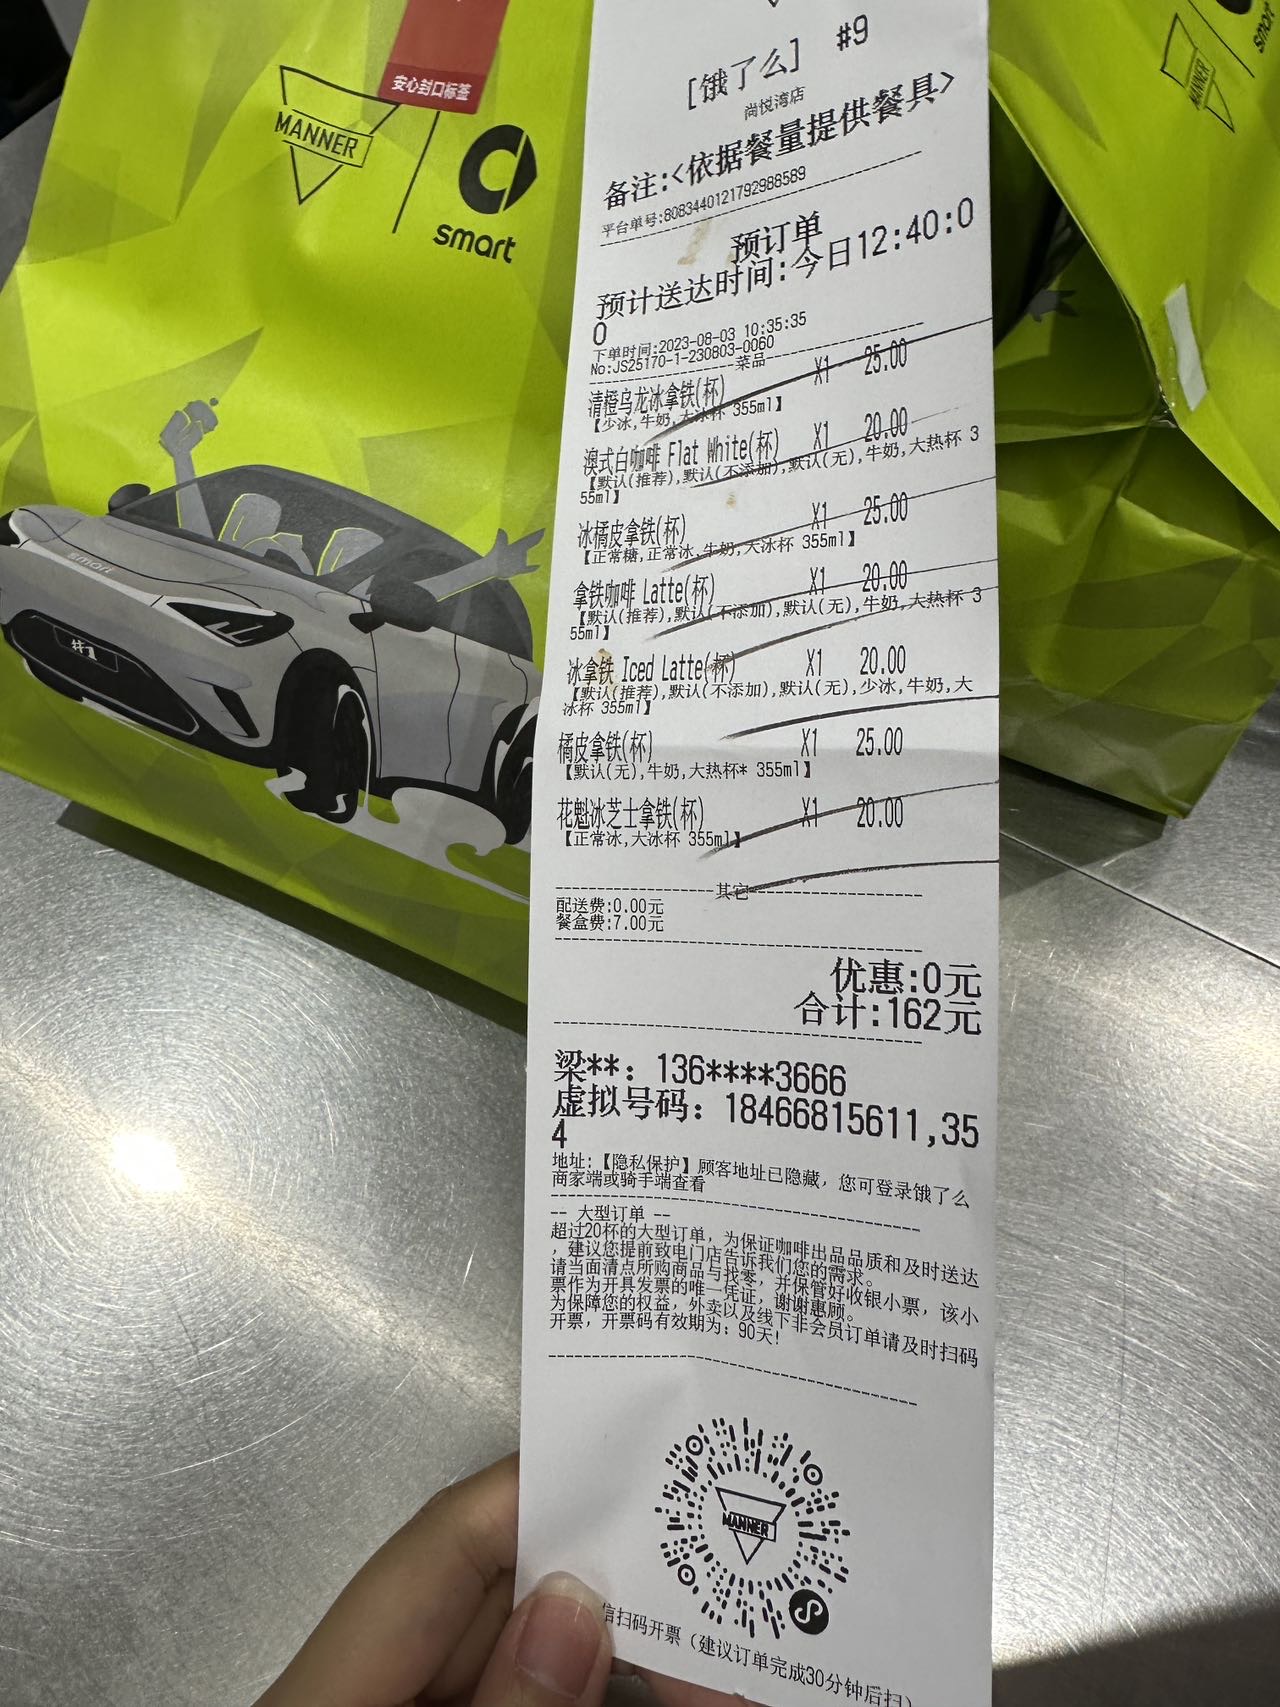 安心封口标签
MANNER
smart
MANNER
smart
smart
#9
[饿了么]
尚悦湾店
备注:<依据餐量提供餐具>
平台单号:8083440121792988589
预订单
预计送达时间:今日12:40:0
0
下单时间:2023-08-03 10:35:35
No:JS25170-1-230803-0060
菜品
清橙乌龙冰拿铁(杯) X1 25.00
【少冰,牛奶,大冰杯 355ml】
澳式白咖啡 Flat White(杯) X1 20.00
【默认(推荐),默认(不添加),默认(无),牛奶,大热杯 3
55ml】
冰橘皮拿铁(杯) X1 25.00
【正常糖,正常冰,牛奶,大冰杯 355ml】
拿铁咖啡 Latte(杯) X1 20.00
【默认(推荐),默认(不添加),默认(无),牛奶,大热杯 3
55ml】
冰拿铁 Iced Latte(杯) X1 20.00
【默认(推荐),默认(不添加),默认(无),少冰,牛奶,大
冰杯 355ml】
橘皮拿铁(杯) X1 25.00
【默认(无),牛奶,大热杯* 355ml】
花魁冰芝士拿铁(杯) X1 20.00
【正常冰,大冰杯 355ml】
其它
配送费:0.00元
餐盒费:7.00元
优惠:0元
合计:162元
梁**: 136****3666
虚拟号码: 18466815611,35
4
地址:【隐私保护】顾客地址已隐藏, 您可登录饿了么
商家端或骑手端查看
-- 大型订单 --
超过20杯的大型订单, 为保证咖啡出品品质和及时送达
, 建议您提前致电门店告诉我们您的需求。
请当面清点所购商品与找零, 并保管好收银小票, 该小
票作为开具发票的唯一凭证, 谢谢惠顾。
为保障您的权益, 外卖以及线下非会员订单请及时扫码
开票, 开票码有效期为: 90天!
MANNER
信扫码开票（建议订单完成30分钟后扫）